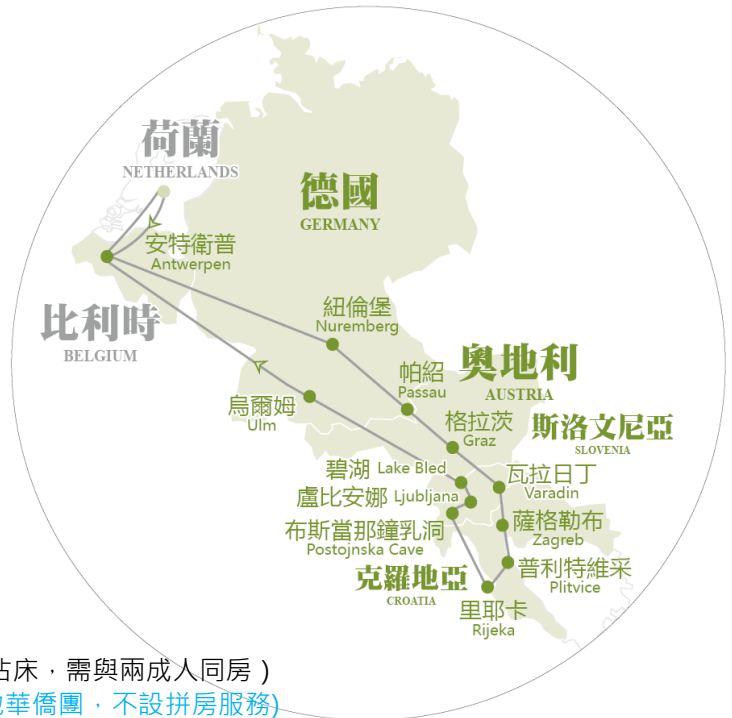 荷蘭
NETHERLANDS
德國
GERMANY
安特衛普
Antwerpen
比利時
BELGIUM
紐倫堡
Nuremberg
奧地利
AUSTRIA
帕紹
Passau
烏爾姆
Ulm
格拉茨
Graz
斯洛文尼亞
SLOVENIA
碧湖 Lake Bled
瓦拉日丁
Varadin
盧比安娜 Ljubljana
薩格勒布
Zagreb
布斯當那鐘乳洞
Postojnska Cave
普利特維采
Plitvice
克羅地亞
CROATIA
里耶卡
Rijeka
占床，需與兩成人同房)
華僑團，不設拼房服務)